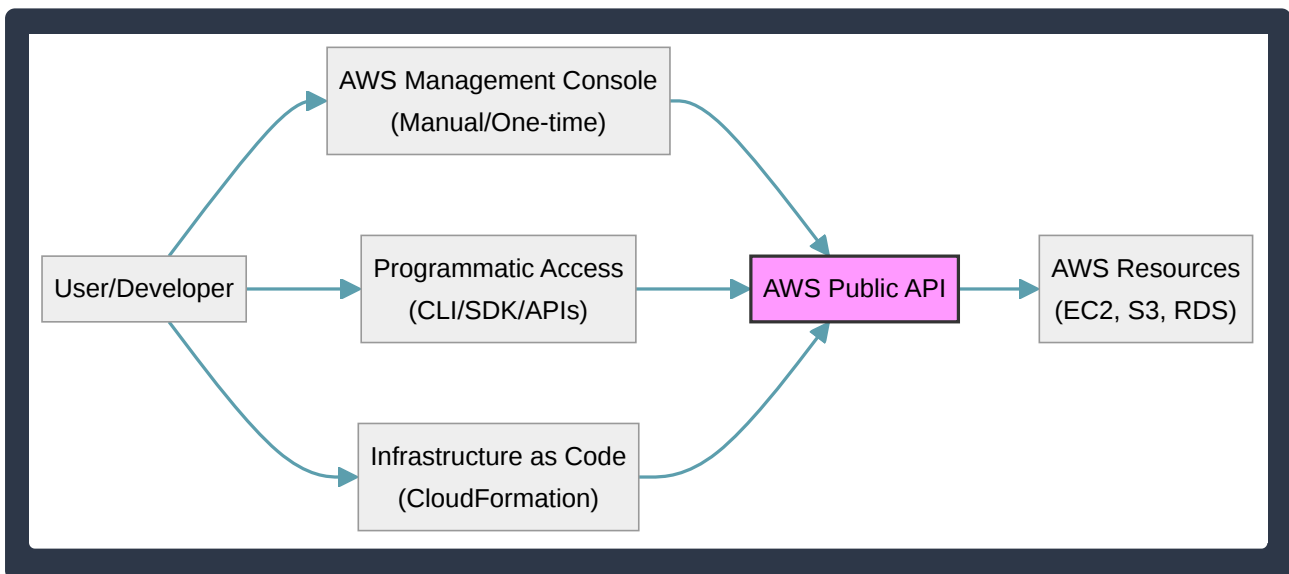 User/Developer
AWS Management Console
(Manual/One-time)
Programmatic Access
(CLI/SDK/APIs)
Infrastructure as Code
(CloudFormation)
AWS Public API
AWS Resources
(EC2, S3, RDS)